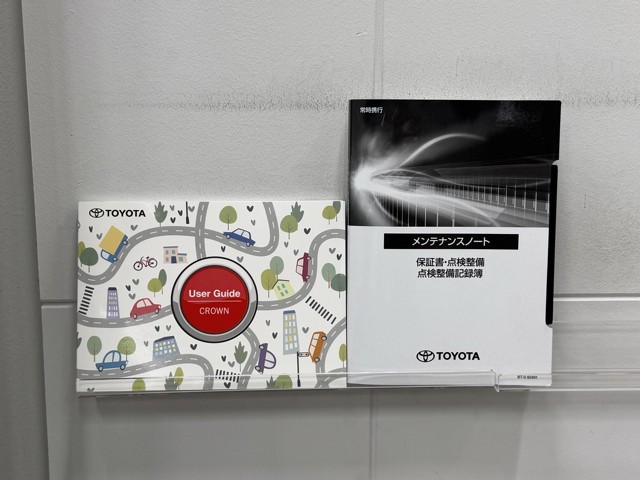 TOYOTA
User Guide
CROWN
常時携行
メンテナンスノート
保証書・点検整備
点検整備記録簿
TOYOTA